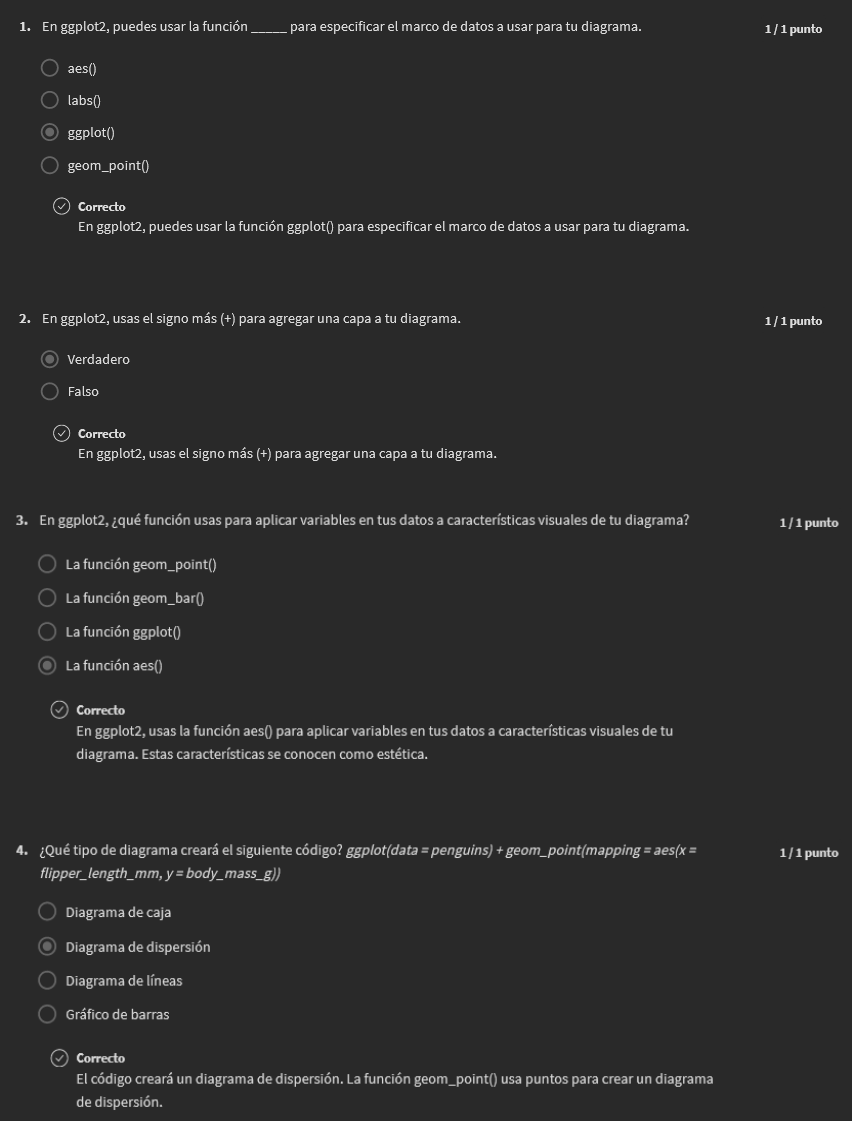 1. En ggplot2, puedes usar la función _____ para especificar el marco de datos a usar para tu diagrama. 1 / 1 punto
aes()
labs()
ggplot()
geom_point()
Correcto
En ggplot2, puedes usar la función ggplot() para especificar el marco de datos a usar para tu diagrama.
2. En ggplot2, usas el signo más (+) para agregar una capa a tu diagrama. 1 / 1 punto
Verdadero
Falso
Correcto
En ggplot2, usas el signo más (+) para agregar una capa a tu diagrama.
3. En ggplot2, ¿qué función usas para aplicar variables en tus datos a características visuales de tu diagrama? 1 / 1 punto
La función geom_point()
La función geom_bar()
La función ggplot()
La función aes()
Correcto
En ggplot2, usas la función aes() para aplicar variables en tus datos a características visuales de tu
diagrama. Estas características se conocen como estética.
4. ¿Qué tipo de diagrama creará el siguiente código? ggplot(data = penguins) + geom_point(mapping = aes(x = 1 / 1 punto
flipper_length_mm, y = body_mass_g))
Diagrama de caja
Diagrama de dispersión
Diagrama de líneas
Gráfico de barras
Correcto
El código creará un diagrama de dispersión. La función geom_point() usa puntos para crear un diagrama
de dispersión.